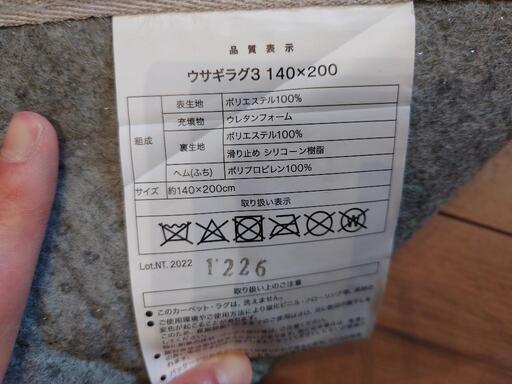 品質表示
ウサギラグ3 140×200
組成
表生地 ポリエステル100%
充填物 ウレタンフォーム
裏生地 ポリエステル100%
滑り止め シリコーン樹脂
ヘム(ふち) ポリプロピレン100%
サイズ 約140×200cm
取り扱い表示
Lot.NT. 2022 1226
取り扱い上のご注意
●このカーペット・ラグは、洗えません。